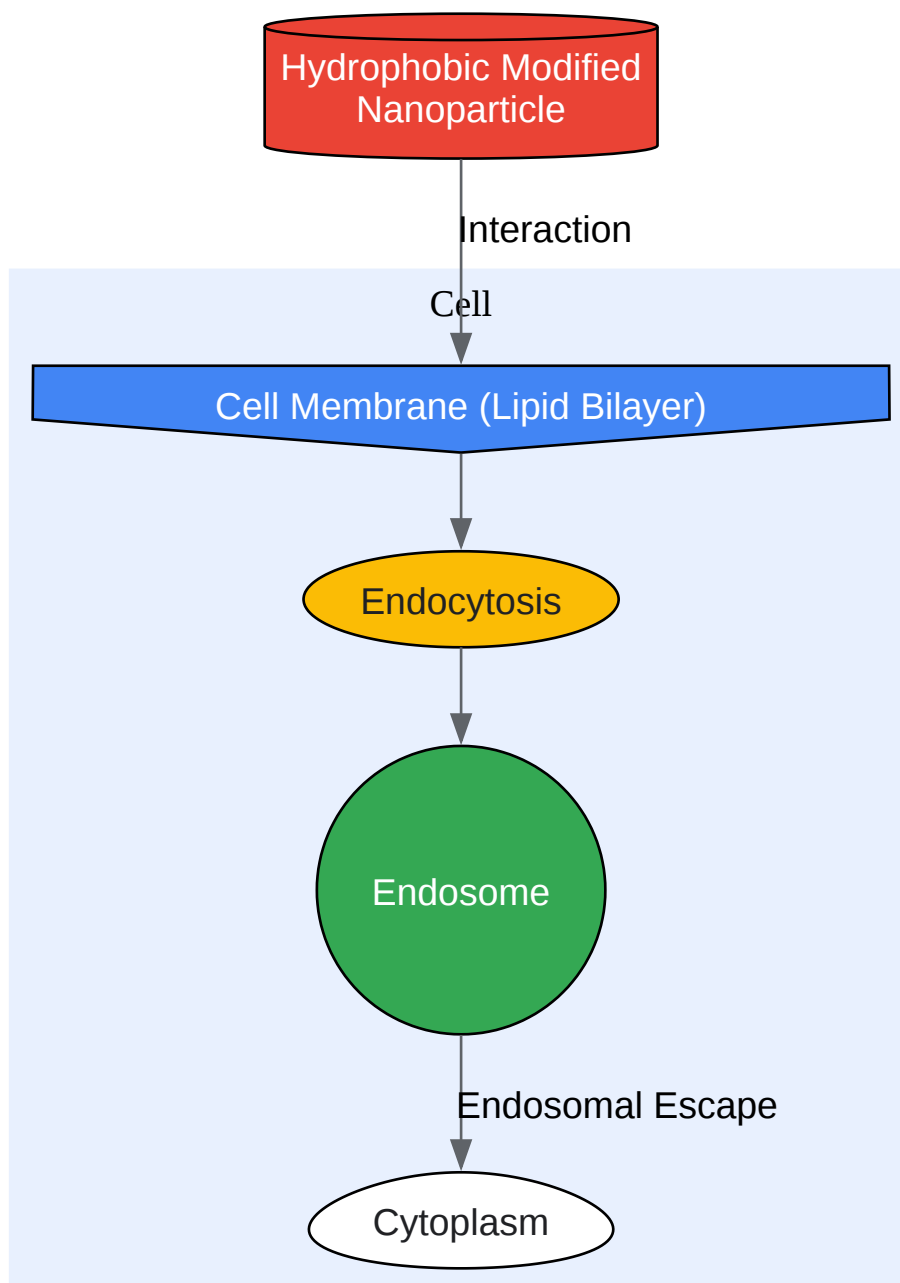 Hydrophobic Modified
Nanoparticle
Interaction
Cell
Cell Membrane (Lipid Bilayer)
Endocytosis
Endosome
Endosomal Escape
Cytoplasm